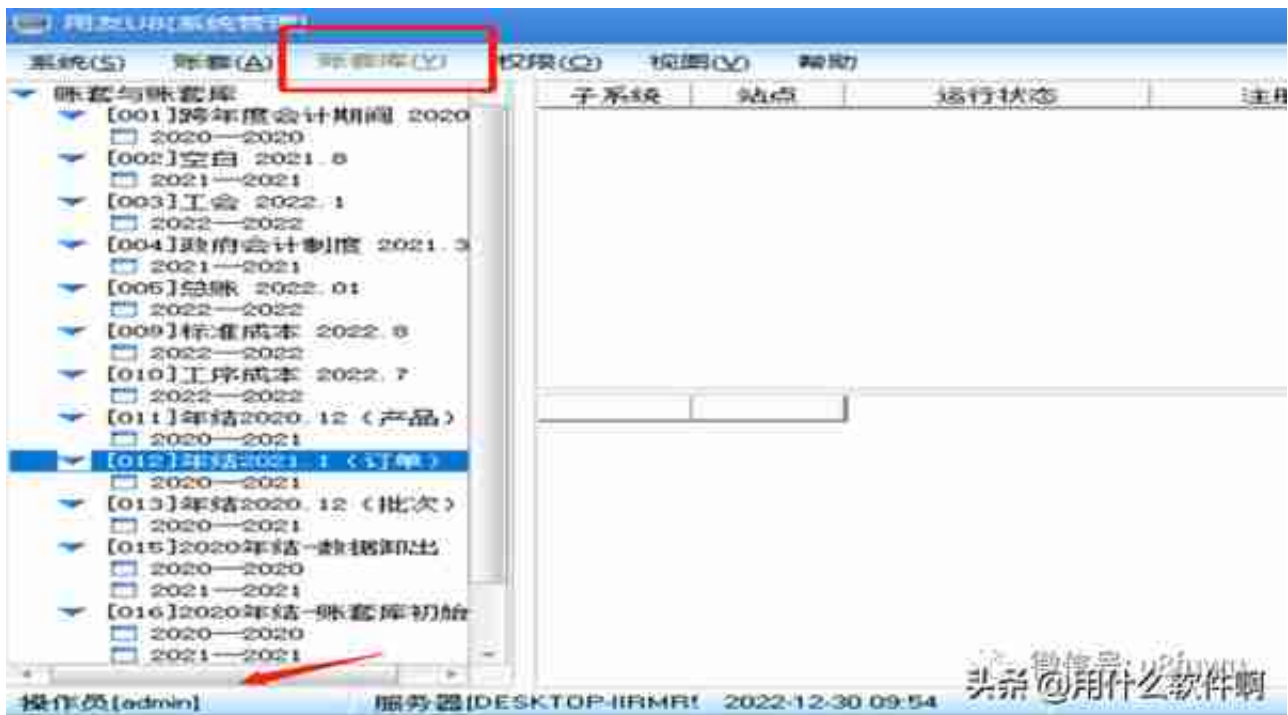 用友U8[系统管理]
系统(S) 账套(A) 账套库(Y) 权限(O) 视图(V) 帮助
账套与账套库
[001]跨年度会计期间 2020
2020—2020
[002]空白 2021.8
2021—2021
[003]工会 2022.1
2022—2022
[004]政府会计制度 2021.3
2021—2021
[005]总账 2022.01
2022—2022
[009]标准成本 2022.8
2022—2022
[010]工序成本 2022.7
2022—2022
[011]年结2020.12（产品）
2020—2021
[012]年结2021.1（订单）
2020—2021
[013]年结2020.12（批次）
2020—2021
[015]2020年结-数据卸出
2020—2020
2021—2021
[016]2020年结-账套库初始
2020—2020
2021—2021
子系统 站点 运行状态 注册
操作员[admin] 服务器 2022-12-30 09:54
微信号:
头条 @用什么软件啊